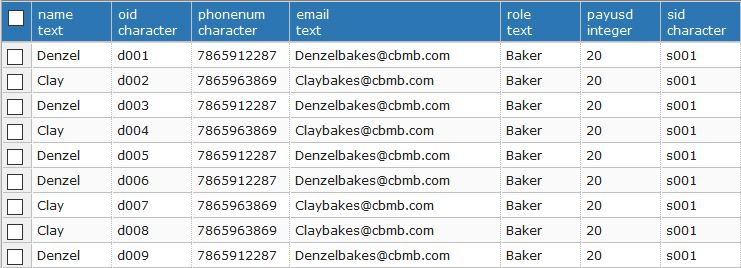 name oid phonenum email role payusd sid
text character character text text integer character
Denzel d001 7865912287 Denzelbakes@cbmb.com Baker 20 s001
Clay d002 7865963869 Claybakes@cbmb.com Baker 20 s001
Denzel d003 7865912287 Denzelbakes@cbmb.com Baker 20 s001
Clay d004 7865963869 Claybakes@cbmb.com Baker 20 s001
Denzel d005 7865912287 Denzelbakes@cbmb.com Baker 20 s001
Denzel d006 7865912287 Denzelbakes@cbmb.com Baker 20 s001
Clay d007 7865963869 Claybakes@cbmb.com Baker 20 s001
Clay d008 7865963869 Claybakes@cbmb.com Baker 20 s001
Denzel d009 7865912287 Denzelbakes@cbmb.com Baker 20 s001